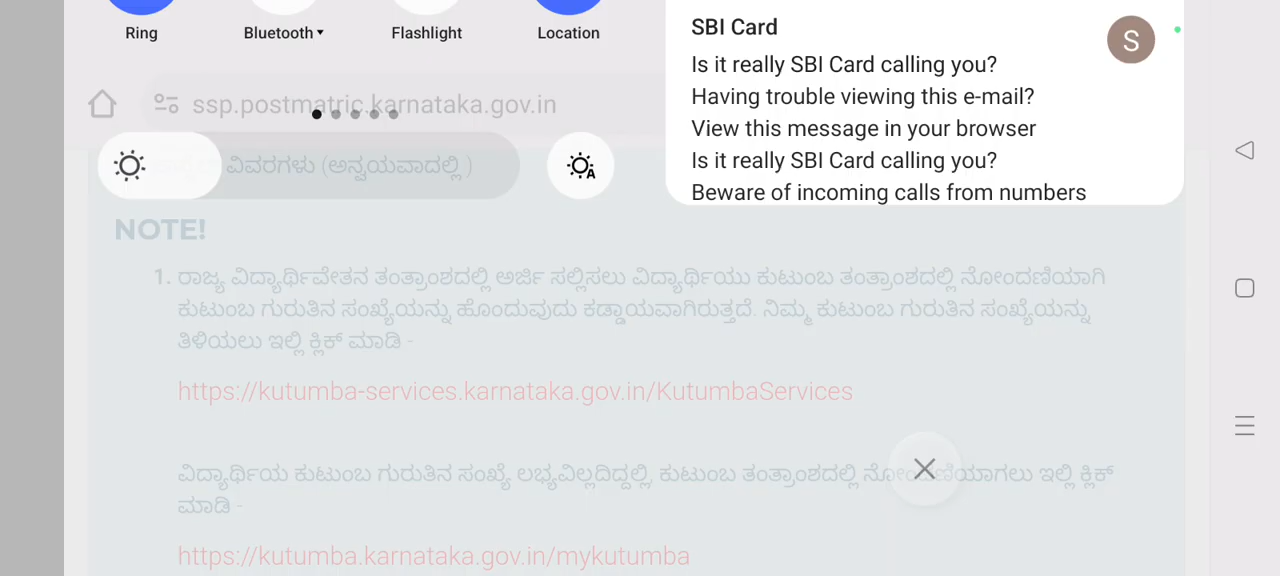 Ring
Bluetooth
Flashlight
Location
SBI Card
S
Is it really SBI Card calling you?
Having trouble viewing this e-mail?
View this message in your browser
Is it really SBI Card calling you?
Beware of incoming calls from numbers
ssp.postmatric.karnataka.gov.in
A
ವಿವರಗಳು (ಅನ್ವಯವಾದಲ್ಲಿ )
NOTE!
1. ರಾಜ್ಯ ವಿದ್ಯಾರ್ಥಿವೇತನ ತಂತ್ರಾಂಶದಲ್ಲಿ ಅರ್ಜಿ ಸಲ್ಲಿಸಲು ವಿದ್ಯಾರ್ಥಿಯು ಕುಟುಂಬ ತಂತ್ರಾಂಶದಲ್ಲಿ ನೋಂದಣಿಯಾಗಿ
ಕುಟುಂಬ ಗುರುತಿನ ಸಂಖ್ಯೆಯನ್ನು ಹೊಂದುವುದು ಕಡ್ಡಾಯವಾಗಿರುತ್ತದೆ. ನಿಮ್ಮ ಕುಟುಂಬ ಗುರುತಿನ ಸಂಖ್ಯೆಯನ್ನು
ತಿಳಿಯಲು ಇಲ್ಲಿ ಕ್ಲಿಕ್ ಮಾಡಿ -
https://kutumba-services.karnataka.gov.in/KutumbaServices
ವಿದ್ಯಾರ್ಥಿಯ ಕುಟುಂಬ ಗುರುತಿನ ಸಂಖ್ಯೆ ಲಭ್ಯವಿಲ್ಲದಿದ್ದಲ್ಲಿ, ಕುಟುಂಬ ತಂತ್ರಾಂಶದಲ್ಲಿ ನೋಂದಣಿಯಾಗಲು ಇಲ್ಲಿ ಕ್ಲಿಕ್
ಮಾಡಿ -
https://kutumba.karnataka.gov.in/mykutumba